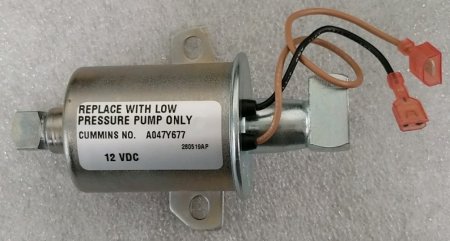 REPLACE WITH LOW
PRESSURE PUMP ONLY
CUMMINS NO. A047Y677
280519AP
12 VDC